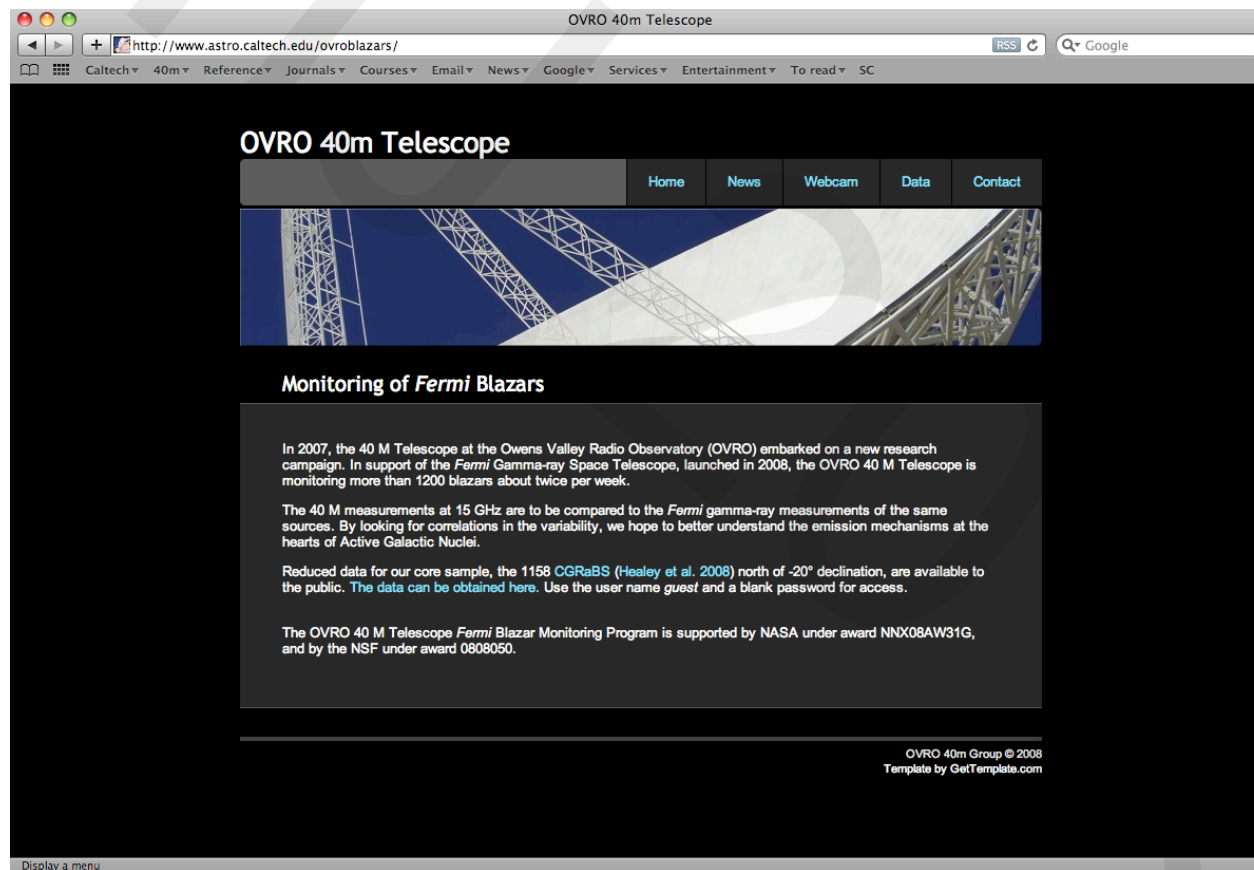 OVRO 40m Telescope
http://www.astro.caltech.edu/ovroblazars/
RSS
Google
Caltech 40m Reference Journals Courses Email News Google Services Entertainment To read SC
OVRO 40m Telescope
Home News Webcam Data Contact
Monitoring of Fermi Blazars
In 2007, the 40 M Telescope at the Owens Valley Radio Observatory (OVRO) embarked on a new research
campaign. In support of the Fermi Gamma-ray Space Telescope, launched in 2008, the OVRO 40 M Telescope is
monitoring more than 1200 blazars about twice per week.
The 40 M measurements at 15 GHz are to be compared to the Fermi gamma-ray measurements of the same
sources. By looking for correlations in the variability, we hope to better understand the emission mechanisms at the
hearts of Active Galactic Nuclei.
Reduced data for our core sample, the 1158 CGRaBS (Healey et al. 2008) north of -20° declination, are available to
the public. The data can be obtained here. Use the user name guest and a blank password for access.
The OVRO 40 M Telescope Fermi Blazar Monitoring Program is supported by NASA under award NNX08AW31G,
and by the NSF under award 0808050.
OVRO 40m Group © 2008
Template by GetTemplate.com
Display a menu